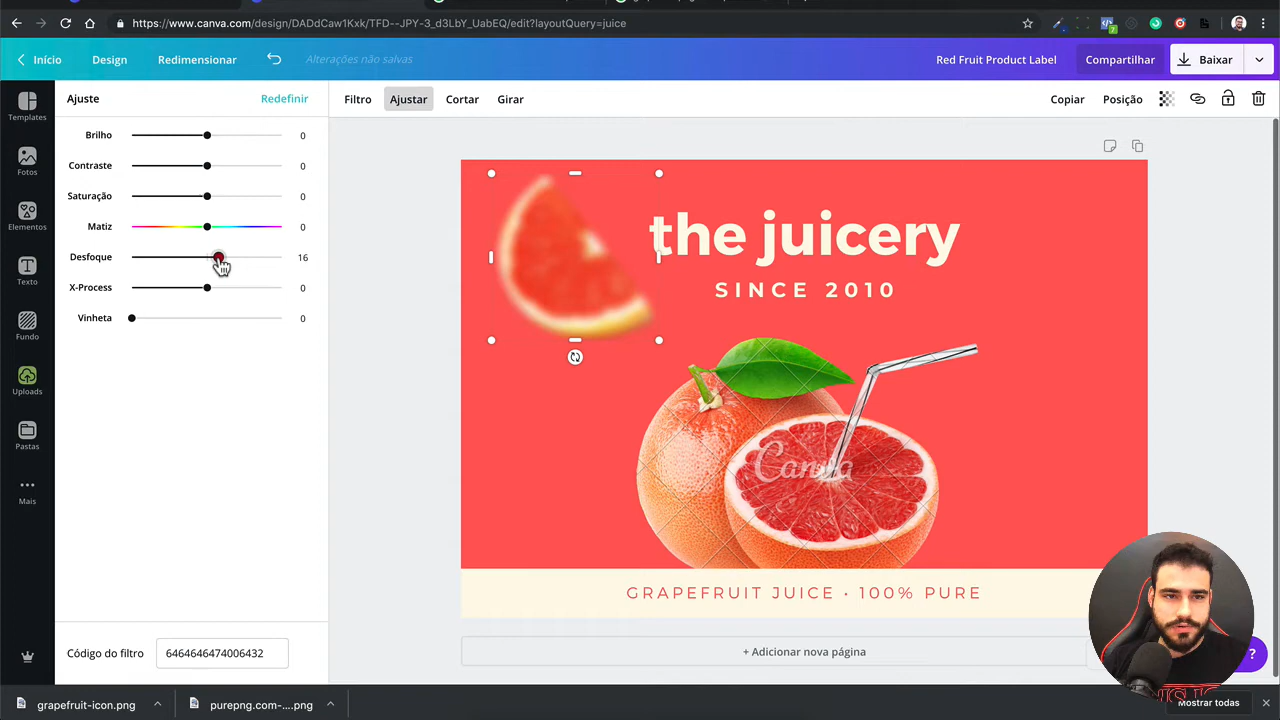 https://www.canva.com/design/DADdCaw1Kxk/TFD--JPY-3_d3LbY_UabEQ/edit?layoutQuery=juice
7
Início
Design
Redimensionar
Alterações não salvas
Red Fruit Product Label
Compartilhar
Baixar
Templates
Fotos
Elementos
Texto
Fundo
Uploads
Pastas
Mais
Ajuste
Redefinir
Brilho 0
Contraste 0
Saturação 0
Matiz 0
Desfoque 16
X-Process 0
Vinheta 0
Código do filtro 6464646474006432
Filtro
Ajustar
Cortar
Girar
Copiar
Posição
the juicery
SINCE 2010
Canva
GRAPEFRUIT JUICE • 100% PURE
+ Adicionar nova página
?
grapefruit-icon.png
purepng.com-....png
Mostrar todas